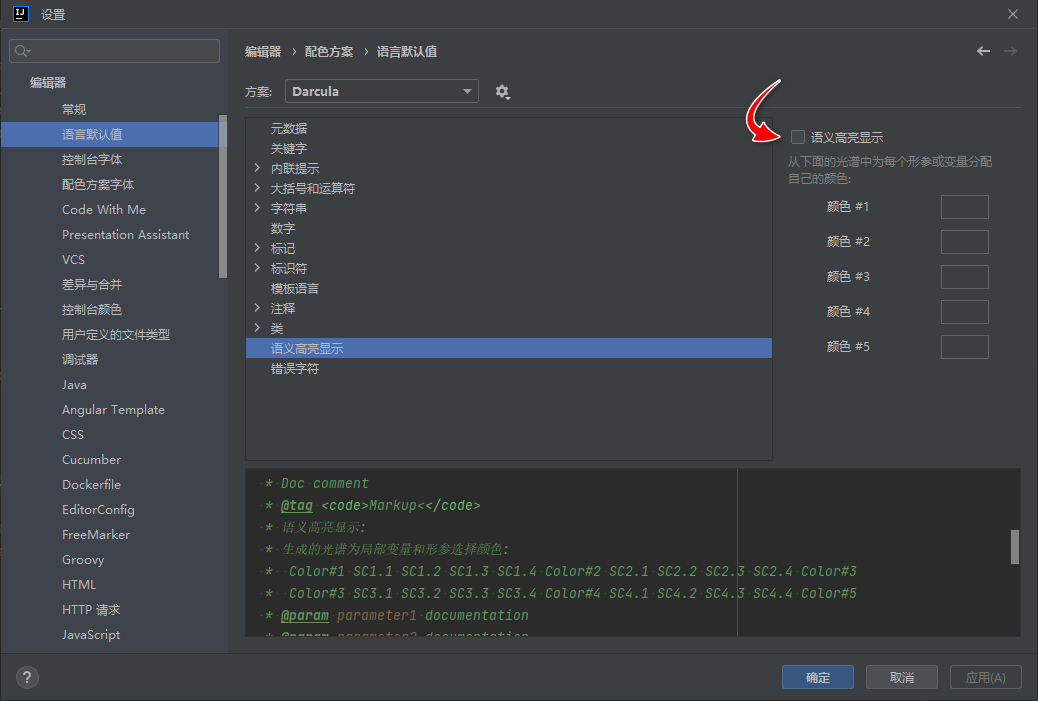 IJ 设置
编辑器
常规
语言默认值
控制台字体
配色方案字体
Code With Me
Presentation Assistant
VCS
差异与合并
控制台颜色
用户定义的文件类型
调试器
Java
Angular Template
CSS
Cucumber
Dockerfile
EditorConfig
FreeMarker
Groovy
HTML
HTTP 请求
JavaScript
编辑器 › 配色方案 › 语言默认值
方案: Darcula
元数据
关键字
内联提示
大括号和运算符
字符串
数字
标记
标识符
模板语言
注释
类
语义高亮显示
错误字符
语义高亮显示
从下面的光谱中为每个形参或变量分配
自己的颜色:
颜色 #1
颜色 #2
颜色 #3
颜色 #4
颜色 #5
* Doc comment
* @tag <code>Markup<</code>
* 语义高亮显示:
* 生成的光谱为局部变量和形参选择颜色:
* Color#1 SC1.1 SC1.2 SC1.3 SC1.4 Color#2 SC2.1 SC2.2 SC2.3 SC2.4 Color#3
* Color#3 SC3.1 SC3.2 SC3.3 SC3.4 Color#4 SC4.1 SC4.2 SC4.3 SC4.4 Color#5
* @param parameter1 documentation
* @param parameter2 documentation
? 确定 取消 应用(A)